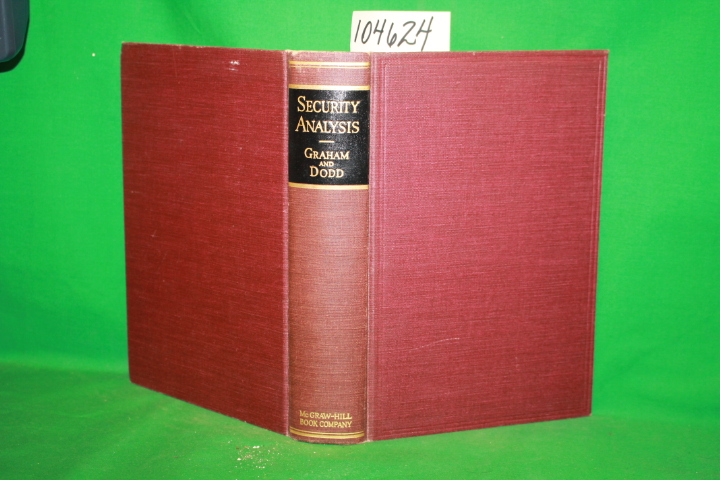 104624
SECURITY
ANALYSIS
GRAHAM
AND
DODD
MCGRAW-HILL
BOOK COMPANY